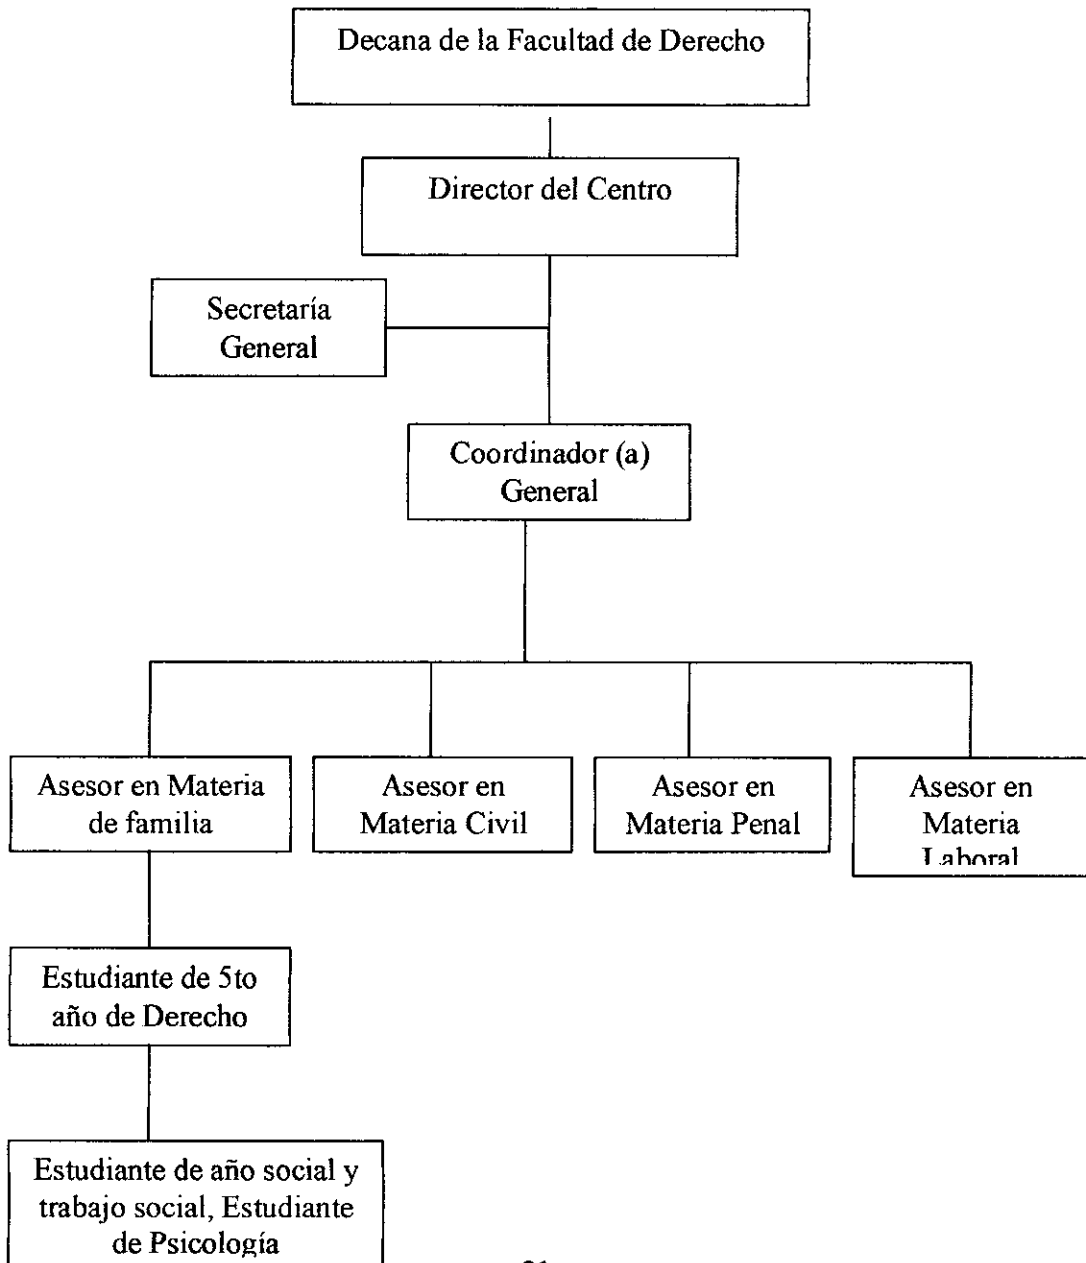 Decana de la Facultad de Derecho
Director del Centro
Secretaría
General
Coordinador (a)
General
Asesor en Materia
de familia
Asesor en
Materia Civil
Asesor en
Materia Penal
Asesor en
Materia
Laboral
Estudiante de 5to
año de Derecho
Estudiante de año social y
trabajo social, Estudiante
de Psicología